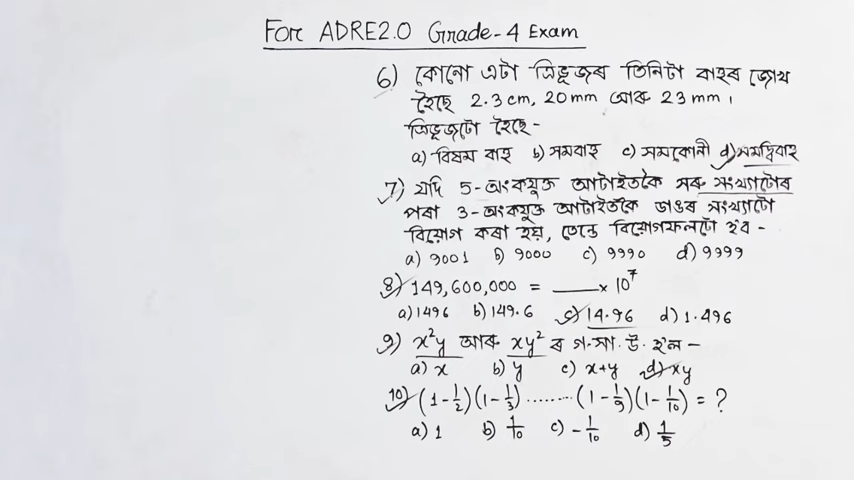 For ADRE2.0 Grade-4 Exam
6) কোনো এটা ত্ৰিভূজৰ তিনিটা বাহুৰ জোখ
হৈছে 2.3 cm, 20 mm আৰু 23 mm ।
ত্ৰিভূজটো হৈছে -
a) বিষম বাহু b) সমবাহু c) সমকোনী d) সমদ্বিবাহু
7) যদি 5-অংকযুক্ত আটাইতকৈ সৰু সংখ্যাটোৰ
পৰা 3-অংকযুক্ত আটাইতকৈ ডাঙৰ সংখ্যাটো
বিয়োগ কৰা হয়, তেন্তে বিয়োগফলটো হ'ব -
a) 9001 b) 9000 c) 9990 d) 9999
8) 149,600,000 = ___ × 10⁷
a) 1496 b) 149.6 c) 14.96 d) 1.496
9) x²y আৰু xy² ৰ গ.সা.উ. হ'ল -
a) x b) y c) x+y d) xy
10) (1 - 1/2)(1 - 1/3) ........ (1 - 1/9)(1 - 1/10) = ?
a) 1 b) 1/10 c) -1/10 d) 1/5